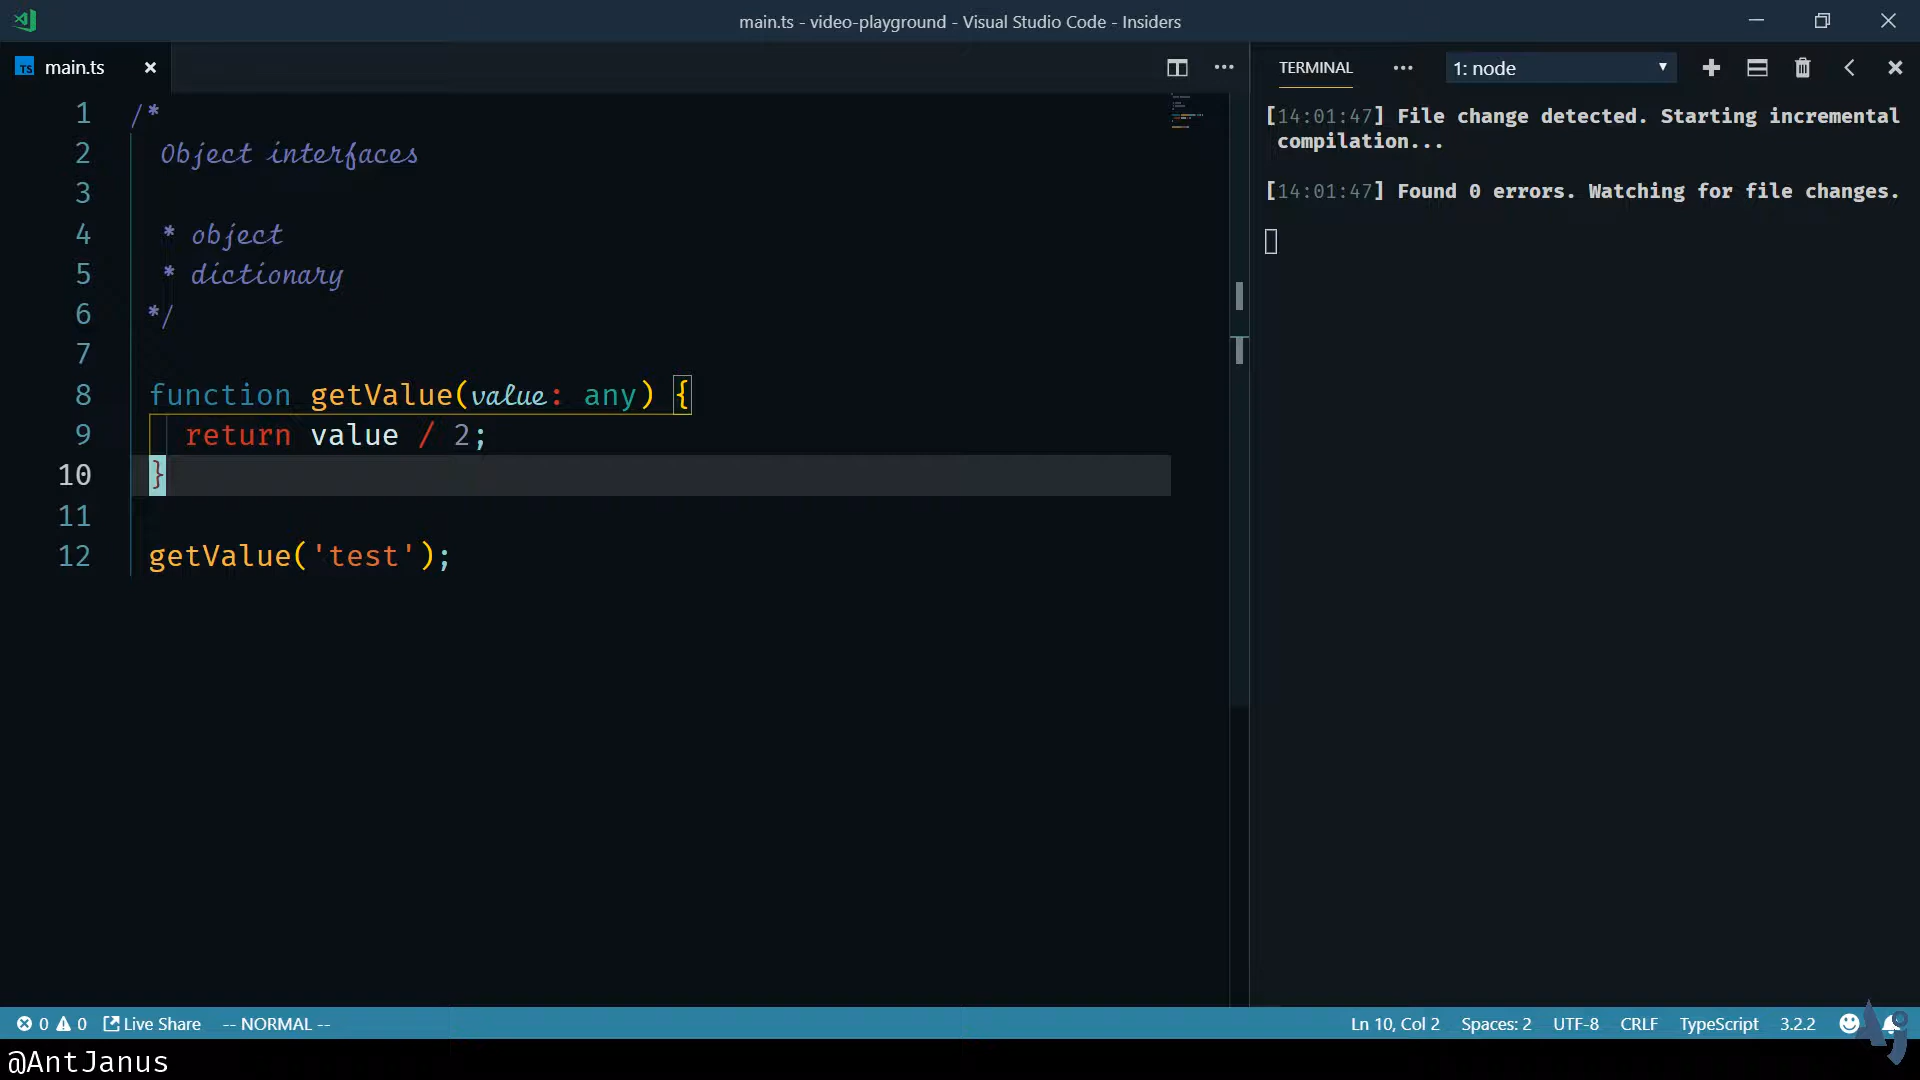 main.ts - video-playground - Visual Studio Code - Insiders
TS main.ts
TERMINAL
1: node
1 /*
2 Object interfaces
3
4 * object
5 * dictionary
6 */
7
8 function getValue(value: any) {
9 return value / 2;
10 }
11
12 getValue('test');
[14:01:47] File change detected. Starting incremental
compilation...
[14:01:47] Found 0 errors. Watching for file changes.
0 0 Live Share -- NORMAL -- Ln 10, Col 2 Spaces: 2 UTF-8 CRLF TypeScript 3.2.2
@AntJanus